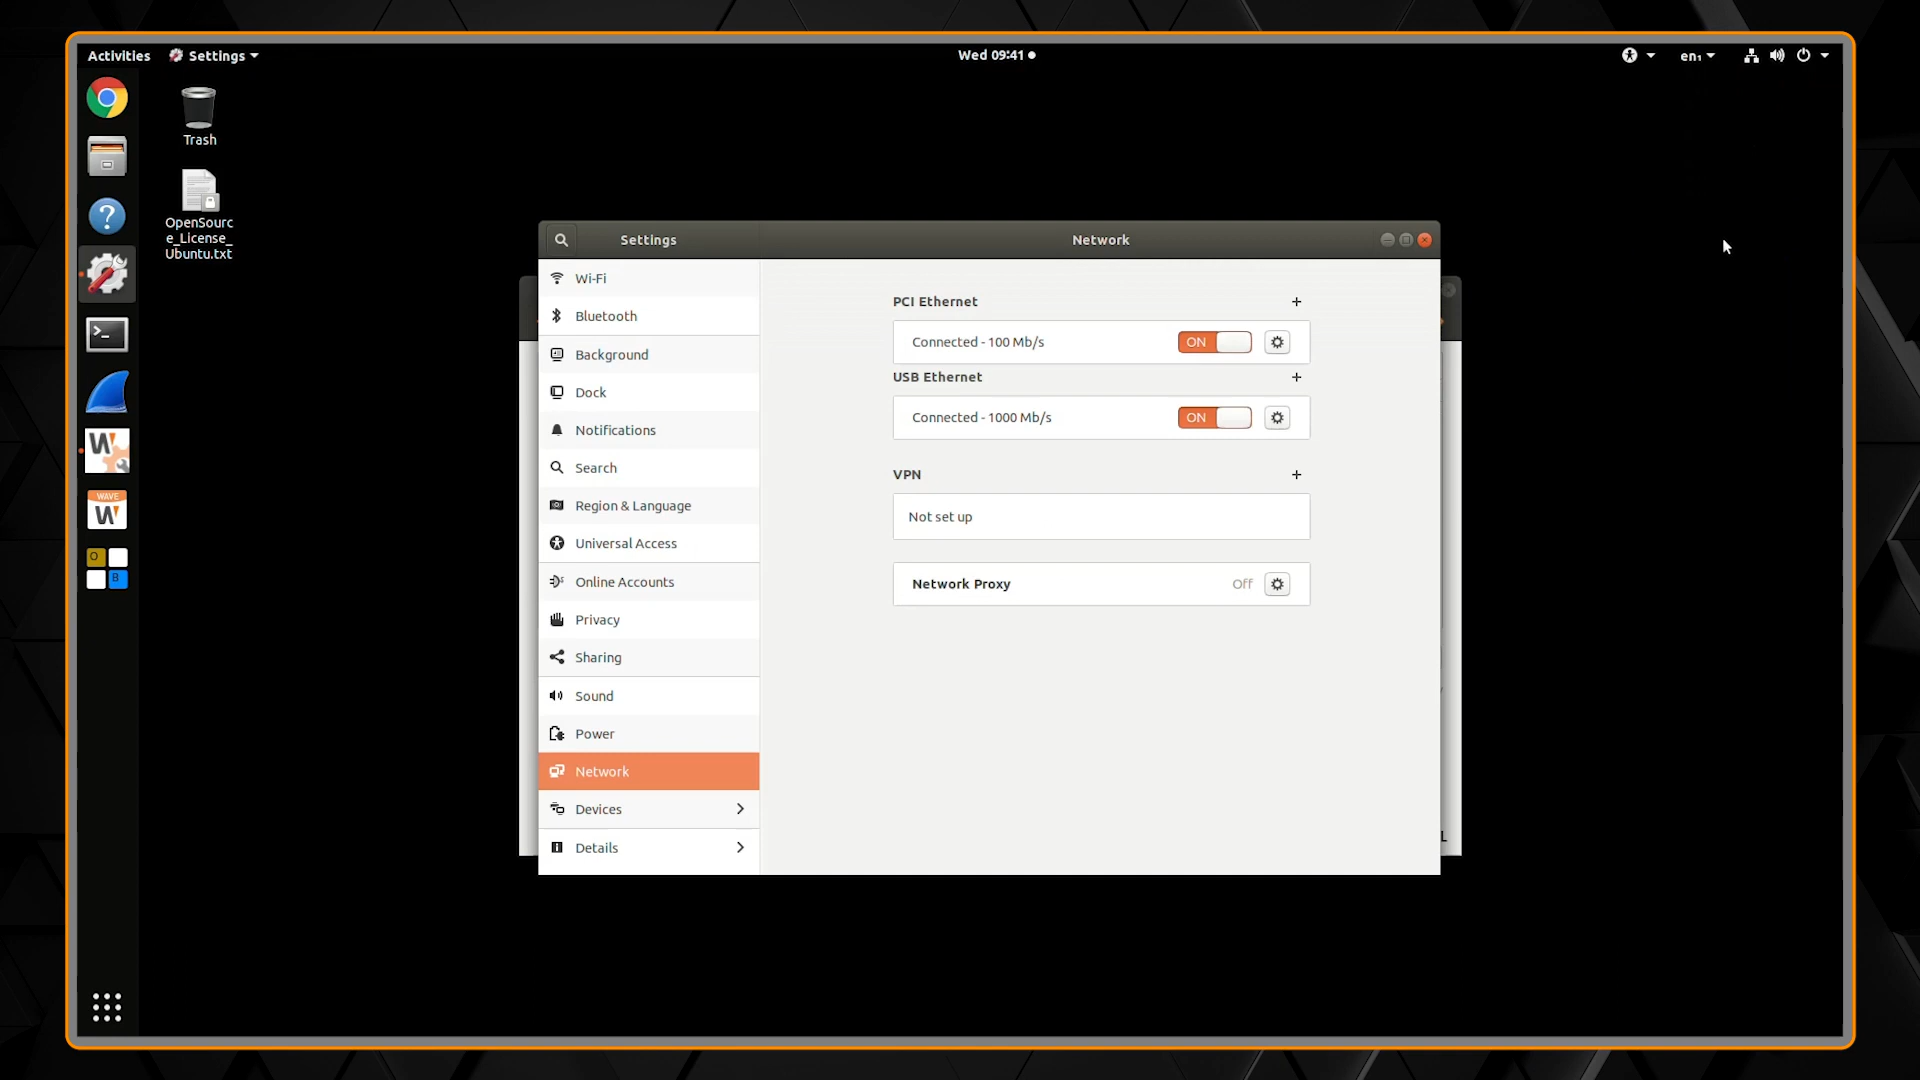 Activities
Settings
Wed 09:41
en₁
Trash
OpenSourc
e_License_
Ubuntu.txt
Settings
Network
Wi-Fi
Bluetooth
Background
Dock
Notifications
Search
Region & Language
Universal Access
Online Accounts
Privacy
Sharing
Sound
Power
Network
Devices
Details
PCI Ethernet
Connected - 100 Mb/s
ON
USB Ethernet
Connected - 1000 Mb/s
ON
VPN
Not set up
Network Proxy
Off
W
WAVE
W
O
B
L